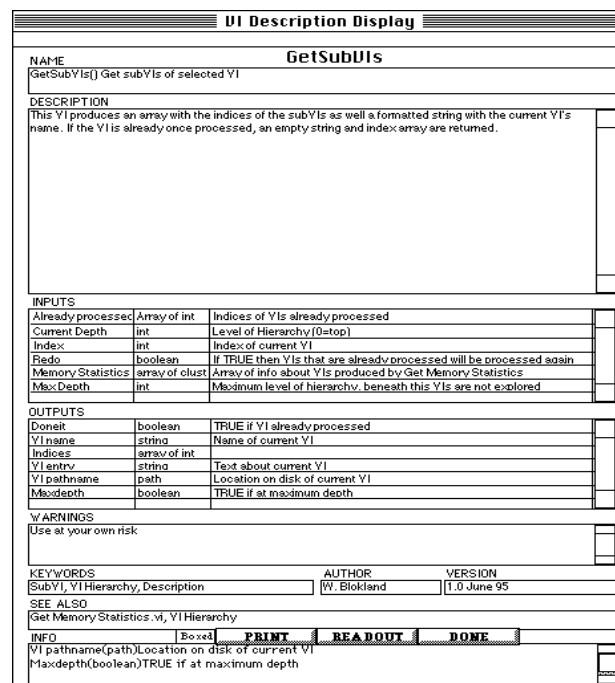 VI Description Display
NAME
GetSubVIs
GetSubVIs() Get subVIs of selected VI
DESCRIPTION
This VI produces an array with the indices of the subVIs as well a formatted string with the current VI's
name. If the VI is already once processed, an empty string and index array are returned.
INPUTS
Already processed Array of int Indices of VIs already processed
Current Depth int Level of Hierarchy (0=top)
Index int Index of current VI
Redo boolean If TRUE then VIs that are already processed will be processed again
Memory Statistics array of clust Array of info about VIs produced by Get Memory Statistics
Max Depth int Maximum level of hierarchy, beneath this VIs are not explored
OUTPUTS
Doneit boolean TRUE if VI already processed
VI name string Name of current VI
Indices array of int
VI entry string Text about current VI
VI pathname path Location on disk of current VI
Maxdepth boolean TRUE if at maximum depth
WARNINGS
Use at your own risk
KEYWORDS AUTHOR VERSION
SubVI, VI Hierarchy, Description W. Blokland 1.0 June 95
SEE ALSO
Get Memory Statistics.vi, VI Hierarchy
INFO Boxed PRINT READOUT DONE
VI pathname(path)Location on disk of current VI
Maxdepth(boolean)TRUE if at maximum depth